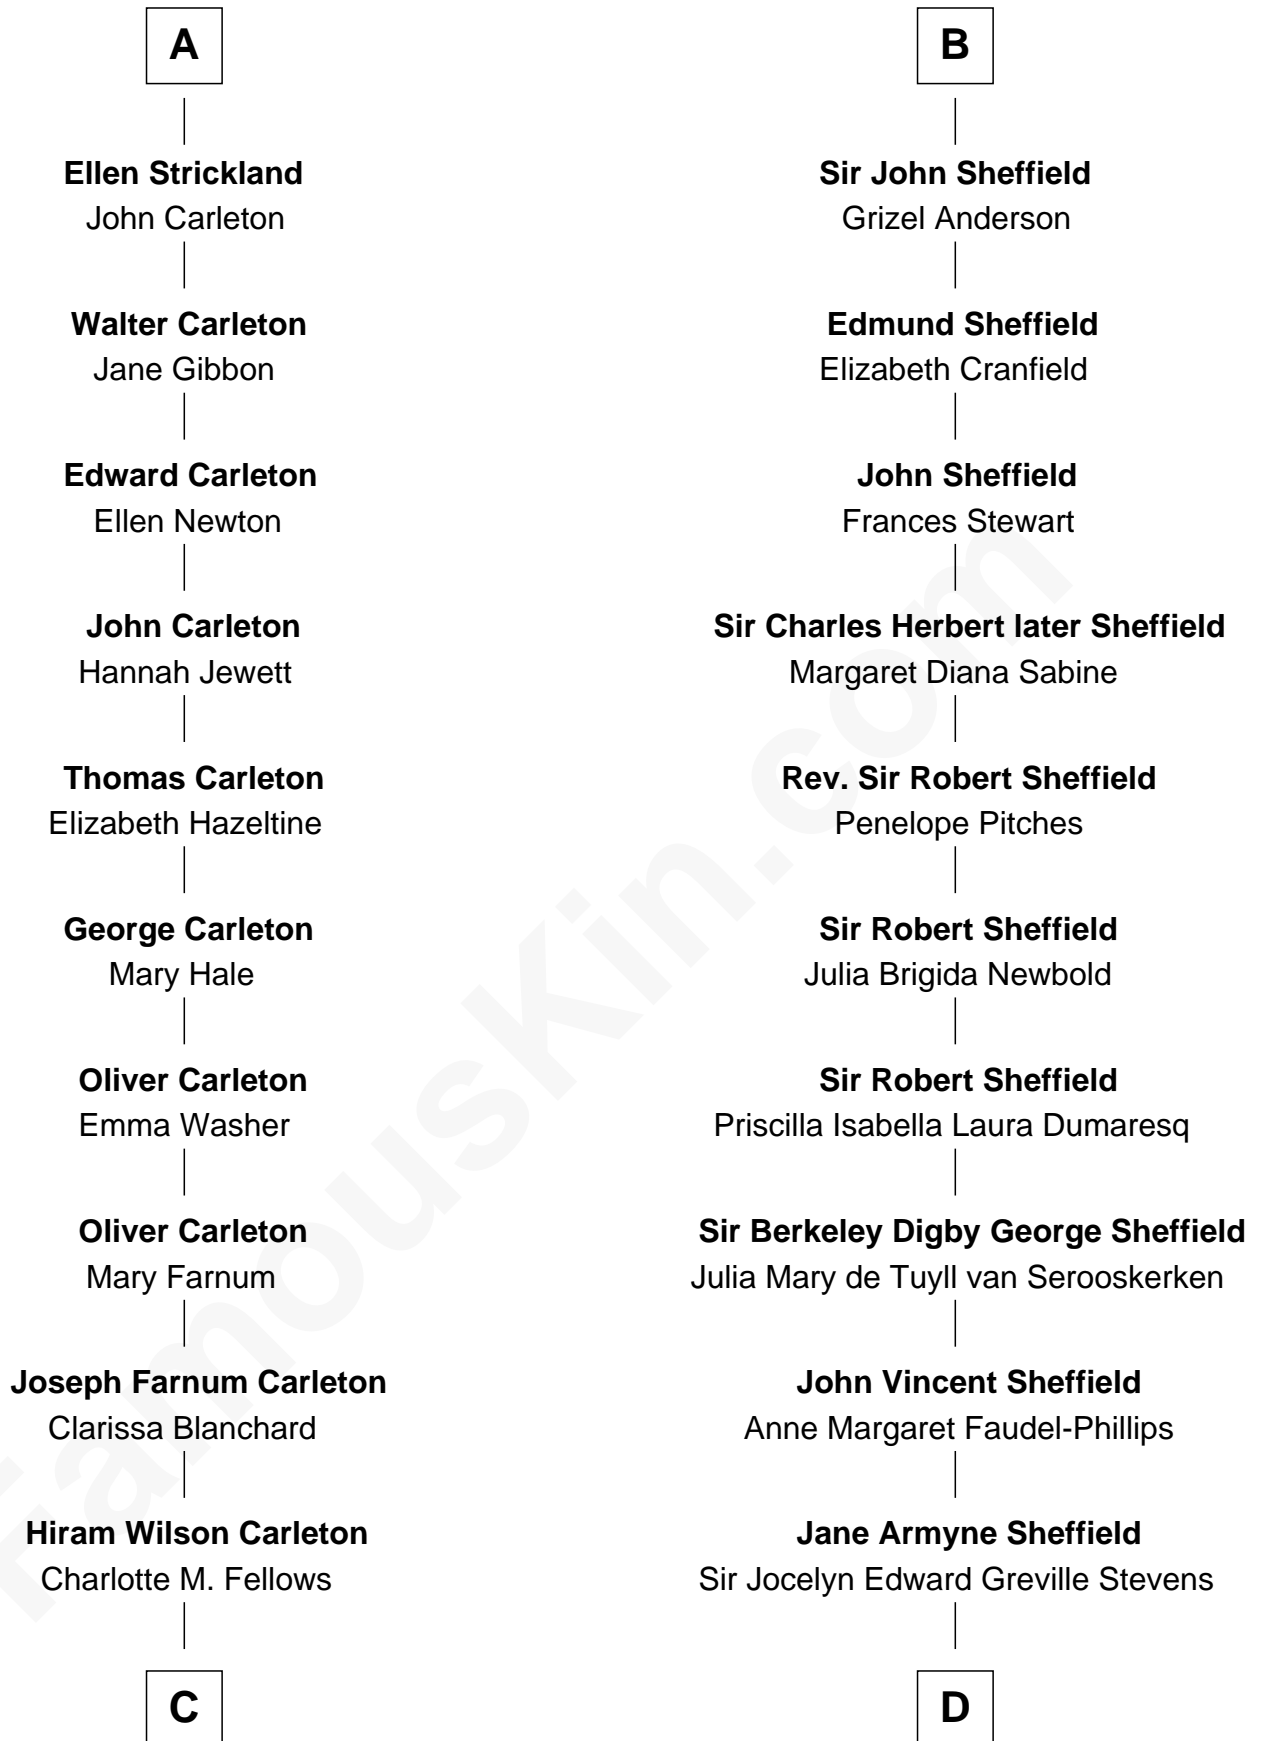 A
Ellen Strickland
John Carleton
Walter Carleton
Jane Gibbon
Edward Carleton
Ellen Newton
John Carleton
Hannah Jewett
Thomas Carleton
Elizabeth Hazeltine
George Carleton
Mary Hale
Oliver Carleton
Emma Washer
Oliver Carleton
Mary Farnum
Joseph Farnum Carleton
Clarissa Blanchard
Hiram Wilson Carleton
Charlotte M. Fellows
C
B
Sir John Sheffield
Grizel Anderson
Edmund Sheffield
Elizabeth Cranfield
John Sheffield
Frances Stewart
Sir Charles Herbert later Sheffield
Margaret Diana Sabine
Rev. Sir Robert Sheffield
Penelope Pitches
Sir Robert Sheffield
Julia Brigida Newbold
Sir Robert Sheffield
Priscilla Isabella Laura Dumaresq
Sir Berkeley Digby George Sheffield
Julia Mary de Tuyll van Serooskerken
John Vincent Sheffield
Anne Margaret Faudel-Phillips
Jane Armyne Sheffield
Sir Jocelyn Edward Greville Stevens
D
FamousKin.com